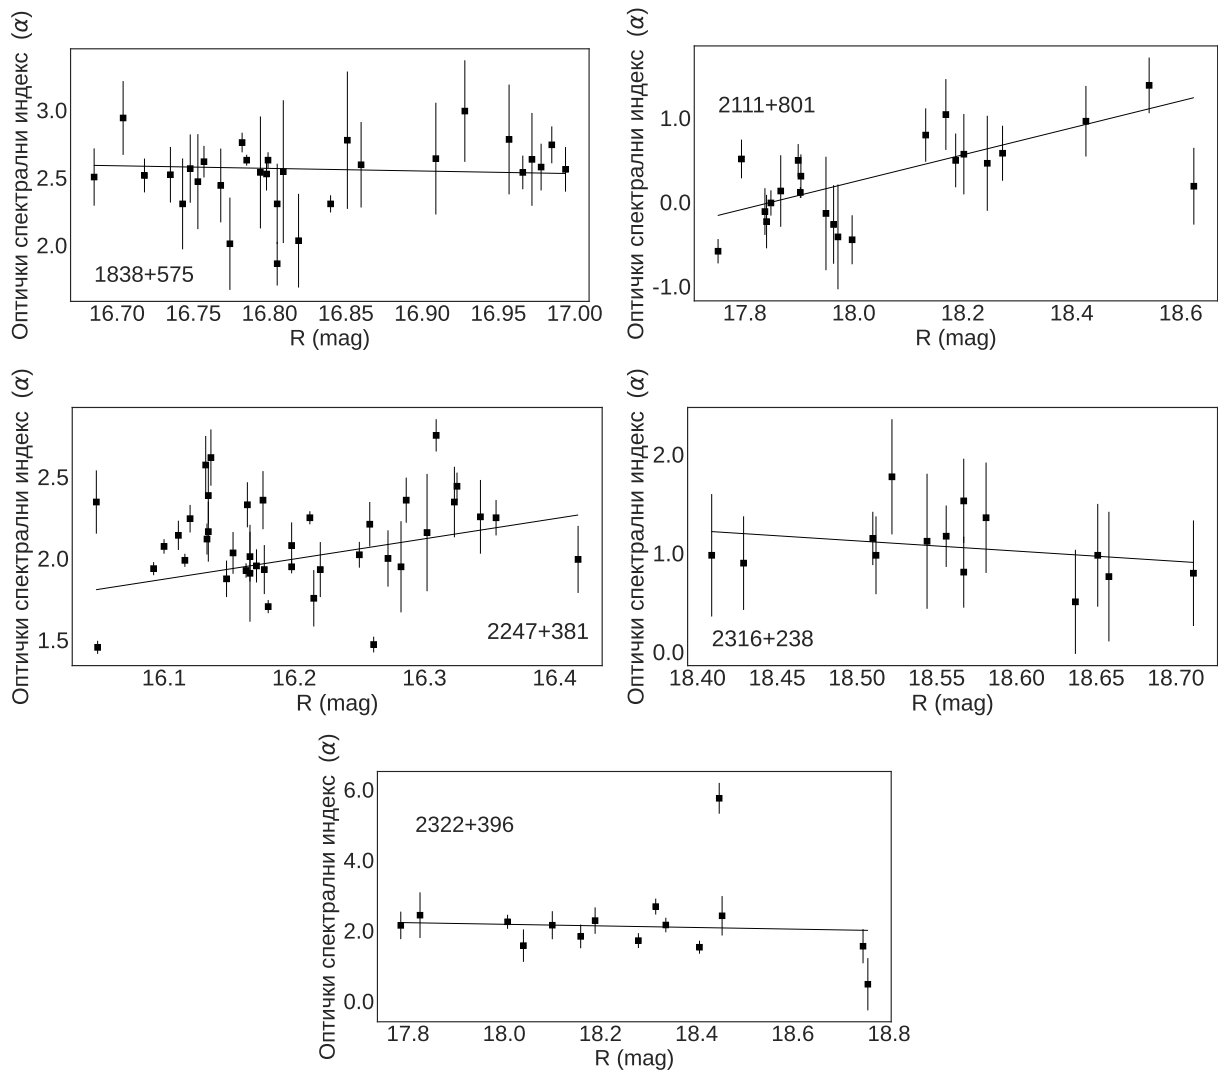 Оптички спектрални индекс (α)
3.0
2.5
2.0
1838+575
16.70 16.75 16.80 16.85 16.90 16.95 17.00
R (mag)
Оптички спектрални индекс (α)
1.0
0.0
-1.0
2111+801
17.8 18.0 18.2 18.4 18.6
R (mag)
Оптички спектрални индекс (α)
2.5
2.0
1.5
2247+381
16.1 16.2 16.3 16.4
R (mag)
Оптички спектрални индекс (α)
2.0
1.0
0.0
2316+238
18.40 18.45 18.50 18.55 18.60 18.65 18.70
R (mag)
Оптички спектрални индекс (α)
6.0
4.0
2.0
0.0
2322+396
17.8 18.0 18.2 18.4 18.6 18.8
R (mag)